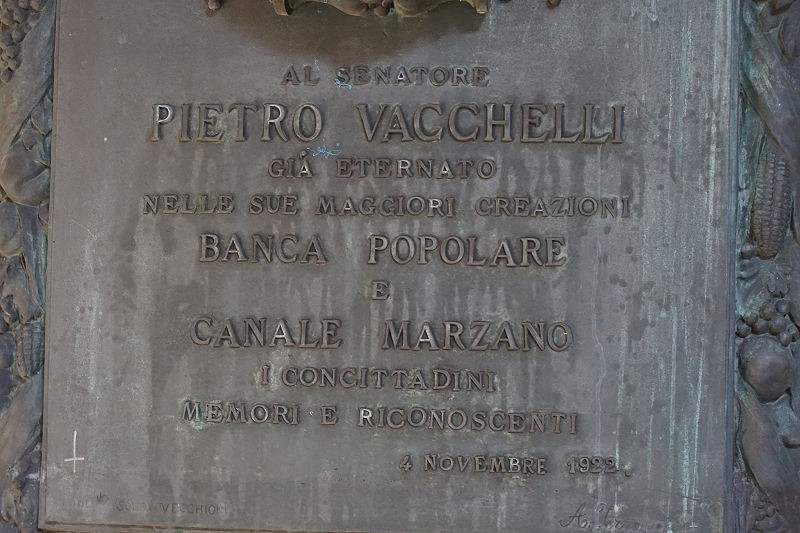 AL SENATORE
PIETRO VACCHELLI
GIÀ ETERNATO
NELLE SUE MAGGIORI CREAZIONI
BANCA POPOLARE
E
CANALE MARZANO
I CONCITTADINI
MEMORI E RICONOSCENTI
4 NOVEMBRE 1922.
VECCHIONI